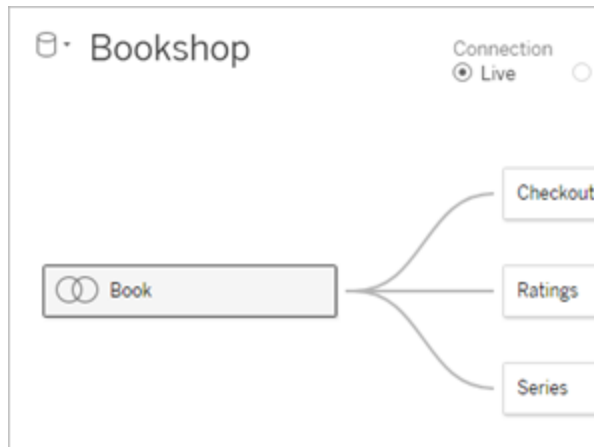 Bookshop
Connection
Live
Checkout
Book
Ratings
Series